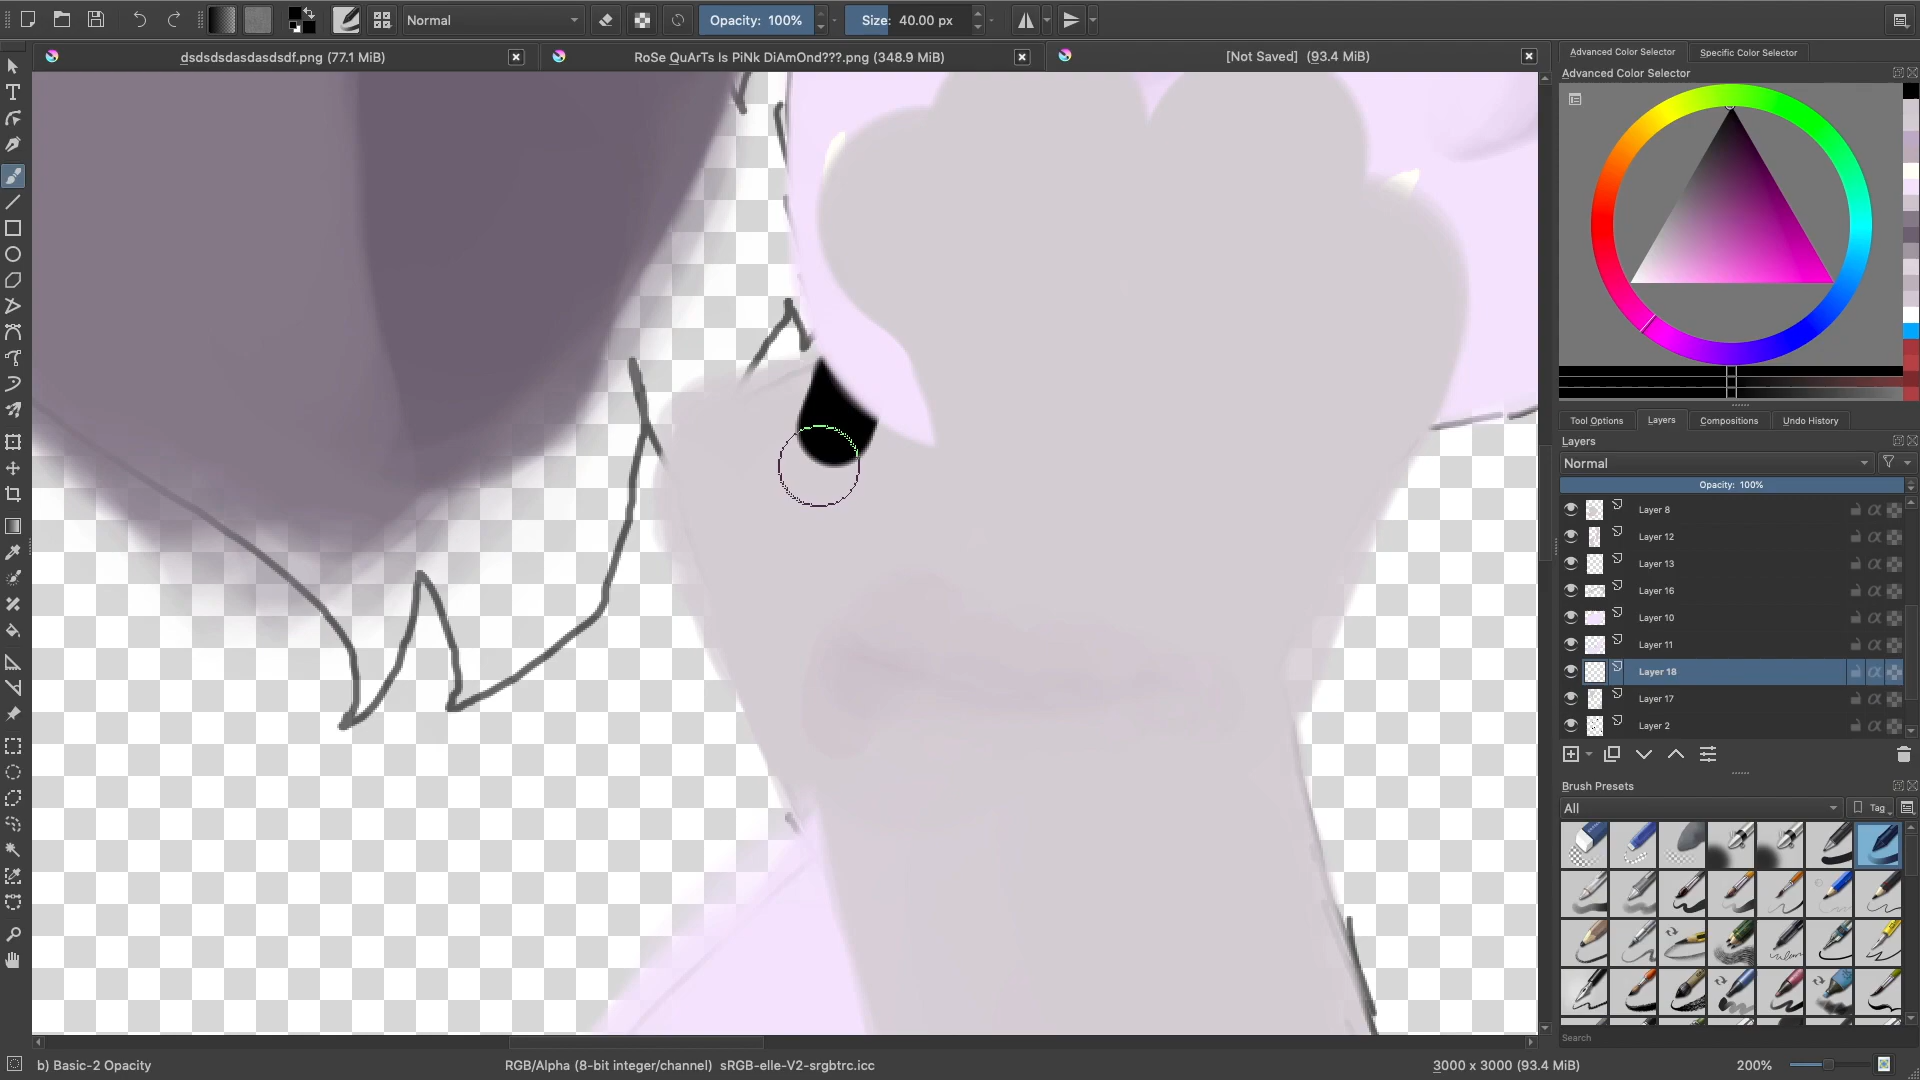 Normal
Opacity: 100%
Size: 40.00 px
dsdsdsdasdasdsdf.png (77.1 MiB)
RoSe QuArTs Is PiNk DiAmOnd???.png (348.9 MiB)
[Not Saved] (93.4 MiB)
Advanced Color Selector
Specific Color Selector
Advanced Color Selector
Tool Options
Layers
Compositions
Undo History
Layers
Normal
Opacity: 100%
Layer 8
Layer 12
Layer 13
Layer 16
Layer 10
Layer 11
Layer 18
Layer 17
Layer 2
Brush Presets
All
Tag
Search
b) Basic-2 Opacity
RGB/Alpha (8-bit integer/channel) sRGB-elle-V2-srgbtrc.icc
3000 x 3000 (93.4 MiB)
200%